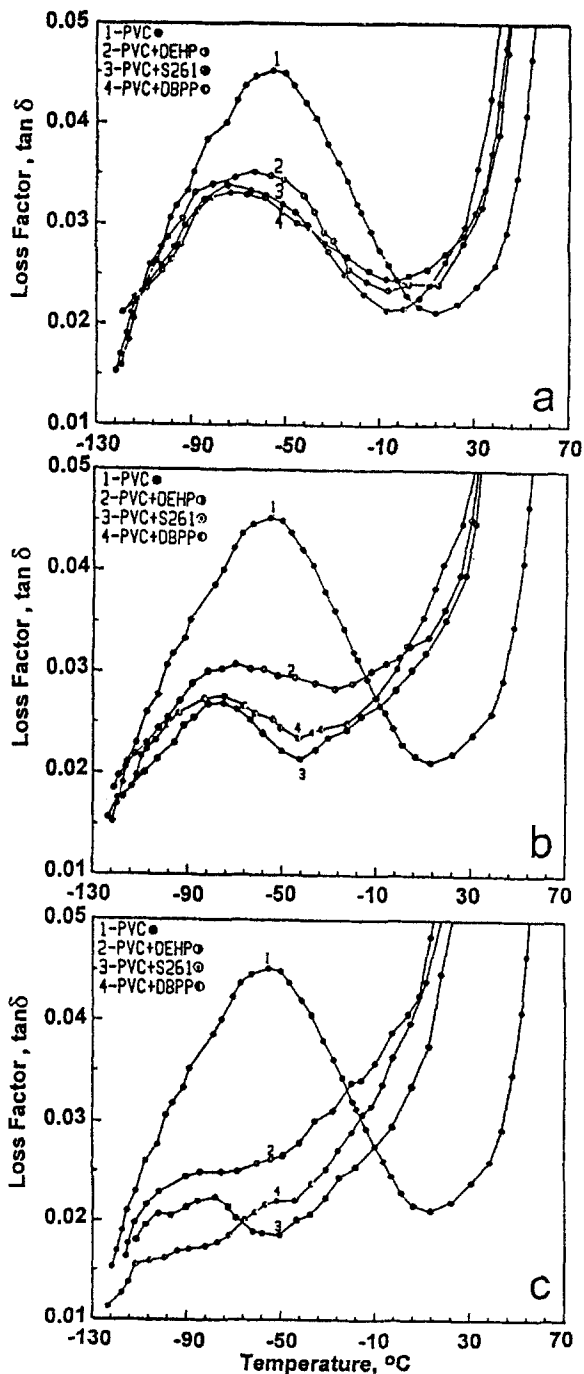 1-PVC
2-PVC+DEHP
3-PVC+S261
4-PVC+DBPP
1
2
3
4
Loss Factor, tan δ
0.05
0.04
0.03
0.02
0.01
-130
-90
-50
-10
30
70
a
1-PVC
2-PVC+DEHP
3-PVC+S261
4-PVC+DBPP
1
2
4
3
Loss Factor, tan δ
0.05
0.04
0.03
0.02
0.01
-130
-90
-50
-10
30
70
b
1-PVC
2-PVC+DEHP
3-PVC+S261
4-PVC+DBPP
1
2
4
3
Loss Factor, tanδ
0.05
0.04
0.03
0.02
0.01
-130
-90
-50
-10
30
70
c
Temperature, °C